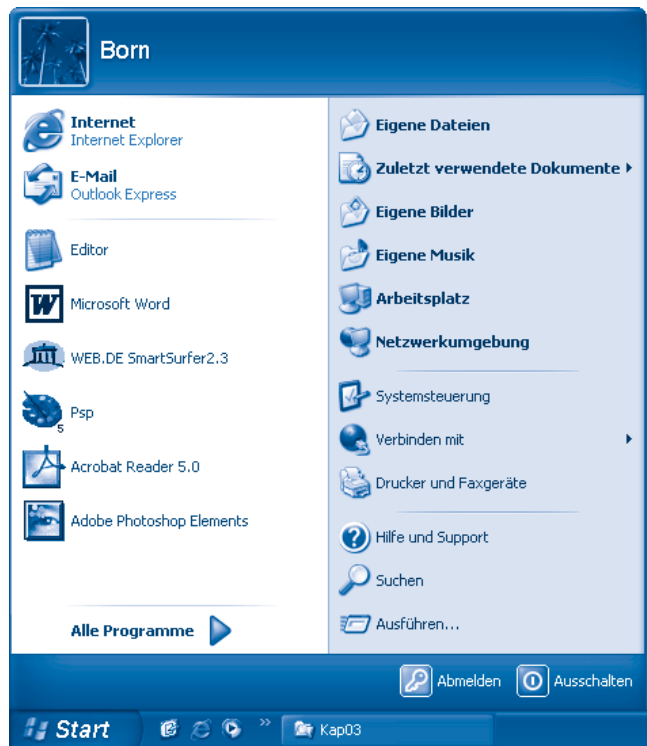 Born
Internet
Internet Explorer
E-Mail
Outlook Express
Editor
Microsoft Word
WEB.DE SmartSurfer2.3
5
Psp
Acrobat Reader 5.0
Adobe Photoshop Elements
Alle Programme
Eigene Dateien
Zuletzt verwendete Dokumente
Eigene Bilder
Eigene Musik
Arbeitsplatz
Netzwerkumgebung
Systemsteuerung
Verbinden mit
Drucker und Faxgeräte
Hilfe und Support
Suchen
Ausführen...
Abmelden
Ausschalten
Start
Kap03